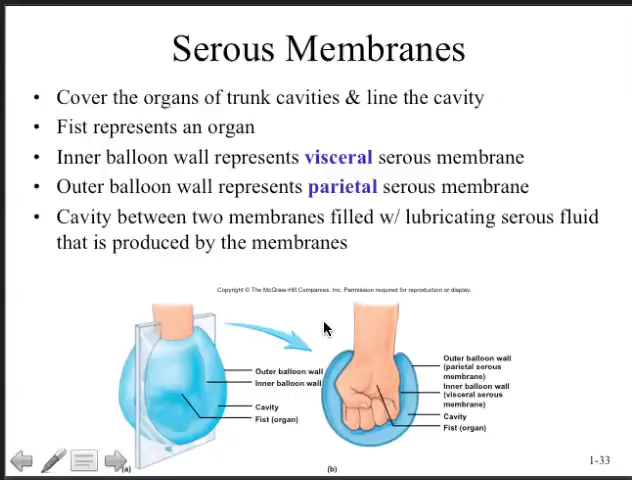 Serous Membranes
• Cover the organs of trunk cavities & line the cavity
• Fist represents an organ
• Inner balloon wall represents visceral serous membrane
• Outer balloon wall represents parietal serous membrane
• Cavity between two membranes filled w/ lubricating serous fluid
that is produced by the membranes
Copyright © The McGraw-Hill Companies. Inc. Permission required for reproduction or display.
Outer balloon wall
Inner balloon wall
Cavity
Fist (organ)
(a)
Outer balloon wall
(parietal serous
membrane)
Inner balloon wall
(visceral serous
membrane)
Cavity
Fist (organ)
(b)
1-33